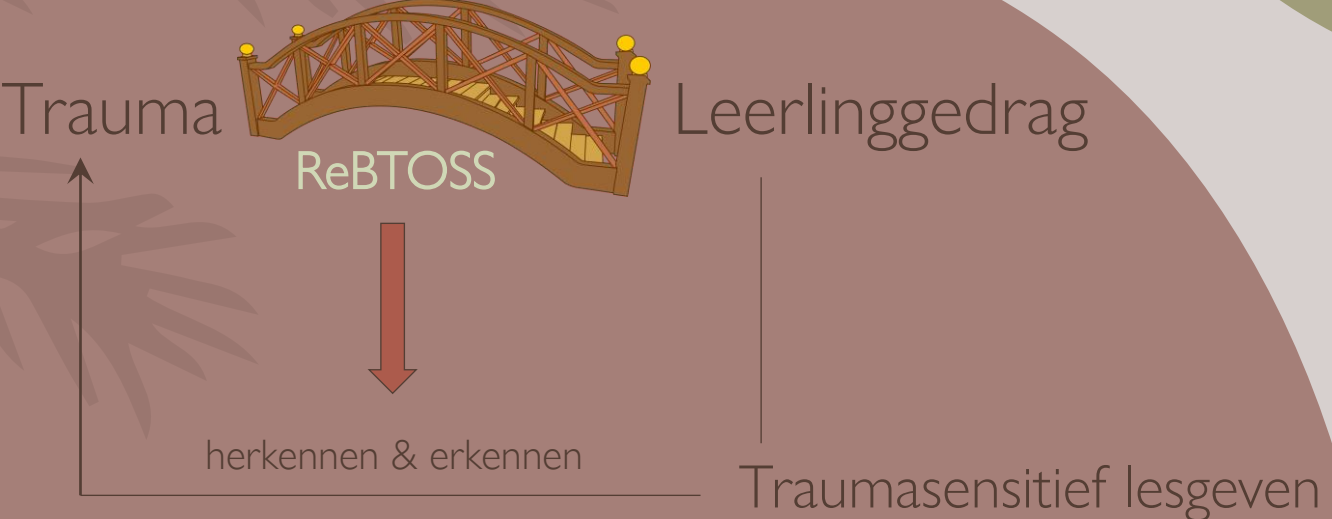 Trauma
Leerlinggedrag
ReBTOSS
herkennen & erkennen
Traumasensitief lesgeven